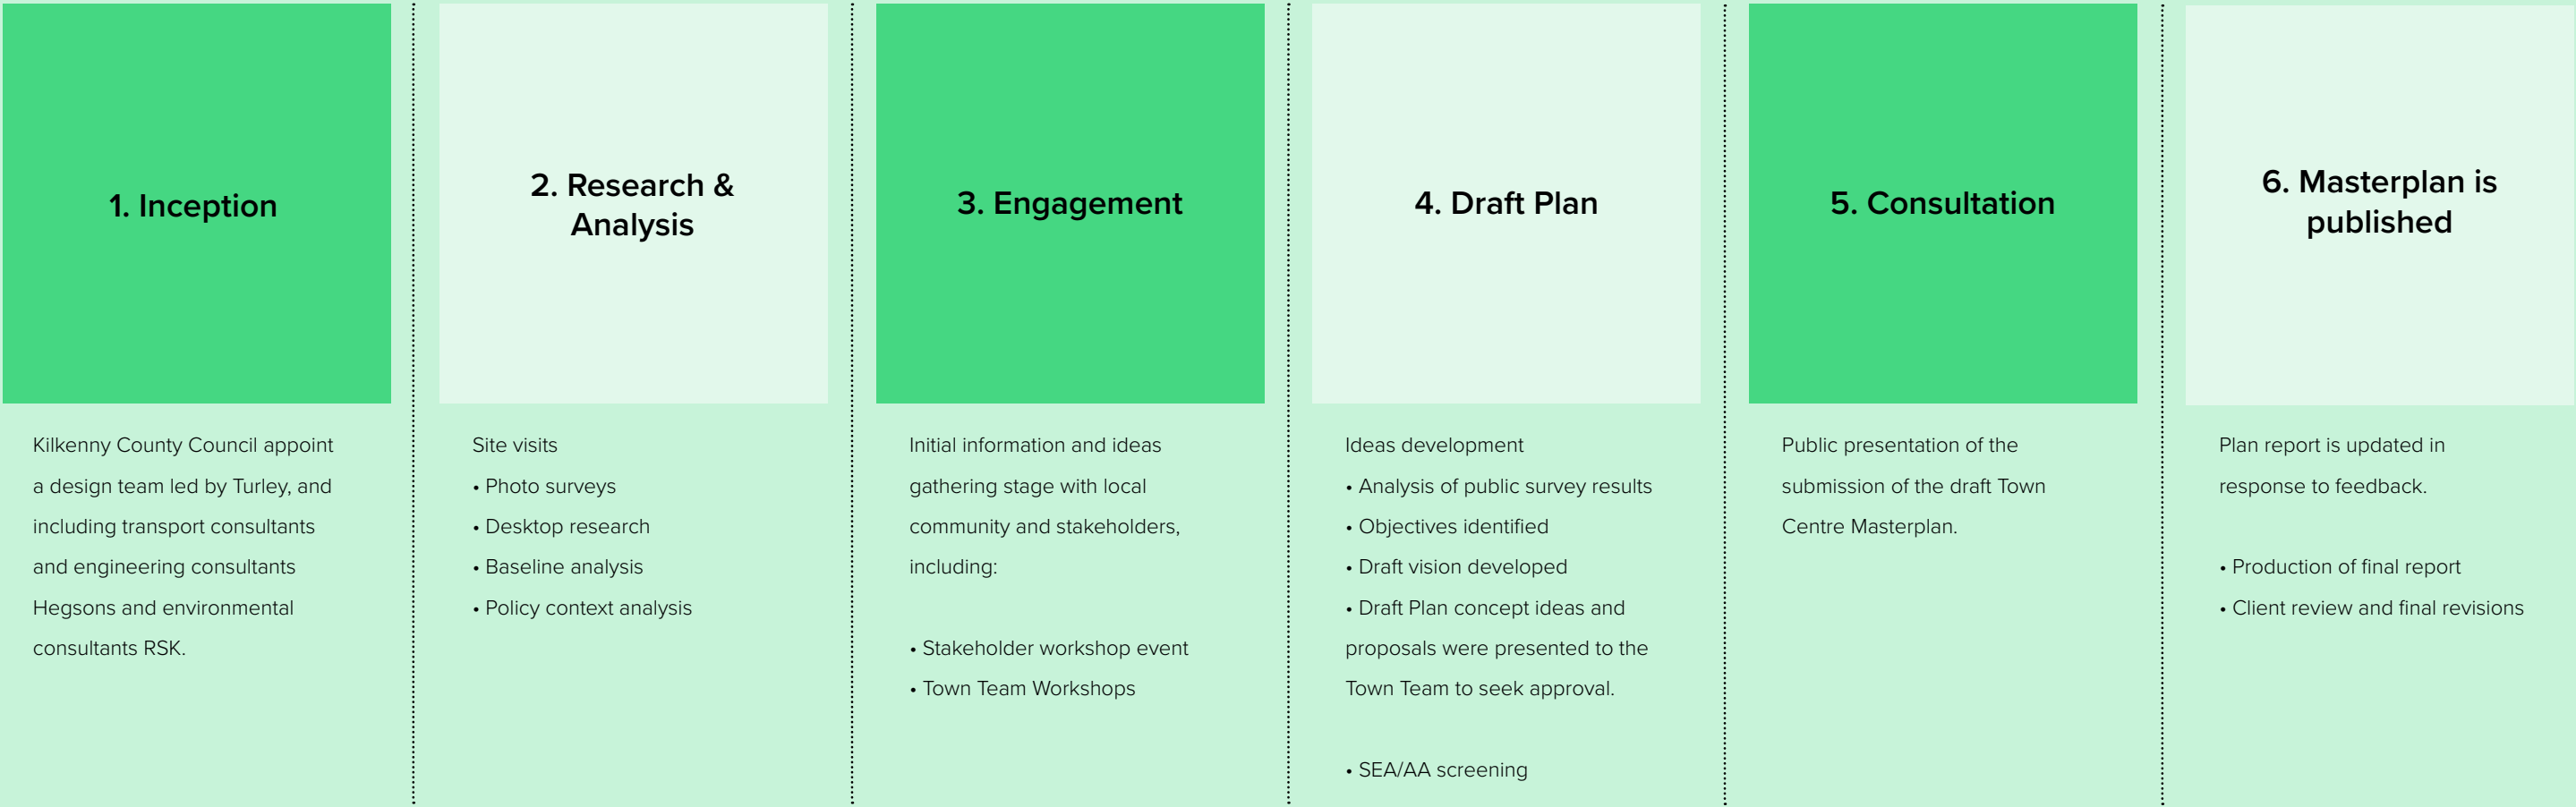 1. Inception
Kilkenny County Council appoint
a design team led by Turley, and
including transport consultants
and engineering consultants
Hegsons and environmental
consultants RSK.
2. Research &
Analysis
Site visits
• Photo surveys
• Desktop research
• Baseline analysis
• Policy context analysis
3. Engagement
Initial information and ideas
gathering stage with local
community and stakeholders,
including:
• Stakeholder workshop event
• Town Team Workshops
4. Draft Plan
Ideas development
• Analysis of public survey results
• Objectives identified
• Draft vision developed
• Draft Plan concept ideas and
proposals were presented to the
Town Team to seek approval.
• SEA/AA screening
5. Consultation
Public presentation of the
submission of the draft Town
Centre Masterplan.
6. Masterplan is
published
Plan report is updated in
response to feedback.
• Production of final report
• Client review and final revisions